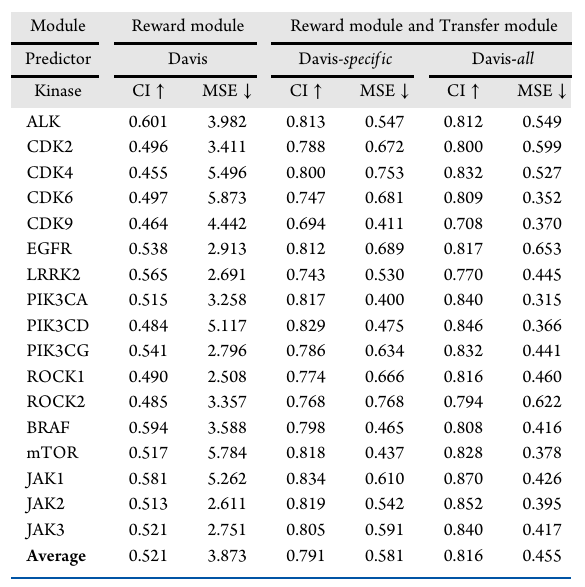 Module Reward module Reward module and Transfer module
Predictor Davis Davis-specific Davis-all
Kinase CI ↑ MSE ↓ CI ↑ MSE ↓ CI ↑ MSE ↓
ALK 0.601 3.982 0.813 0.547 0.812 0.549
CDK2 0.496 3.411 0.788 0.672 0.800 0.599
CDK4 0.455 5.496 0.800 0.753 0.832 0.527
CDK6 0.497 5.873 0.747 0.681 0.809 0.352
CDK9 0.464 4.442 0.694 0.411 0.708 0.370
EGFR 0.538 2.913 0.812 0.689 0.817 0.653
LRRK2 0.565 2.691 0.743 0.530 0.770 0.445
PIK3CA 0.515 3.258 0.817 0.400 0.840 0.315
PIK3CD 0.484 5.117 0.829 0.475 0.846 0.366
PIK3CG 0.541 2.796 0.786 0.634 0.832 0.441
ROCK1 0.490 2.508 0.774 0.666 0.816 0.460
ROCK2 0.485 3.357 0.768 0.768 0.794 0.622
BRAF 0.594 3.588 0.798 0.465 0.808 0.416
mTOR 0.517 5.784 0.818 0.437 0.828 0.378
JAK1 0.581 5.262 0.834 0.610 0.870 0.426
JAK2 0.513 2.611 0.819 0.542 0.852 0.395
JAK3 0.521 2.751 0.805 0.591 0.840 0.417
Average 0.521 3.873 0.791 0.581 0.816 0.455